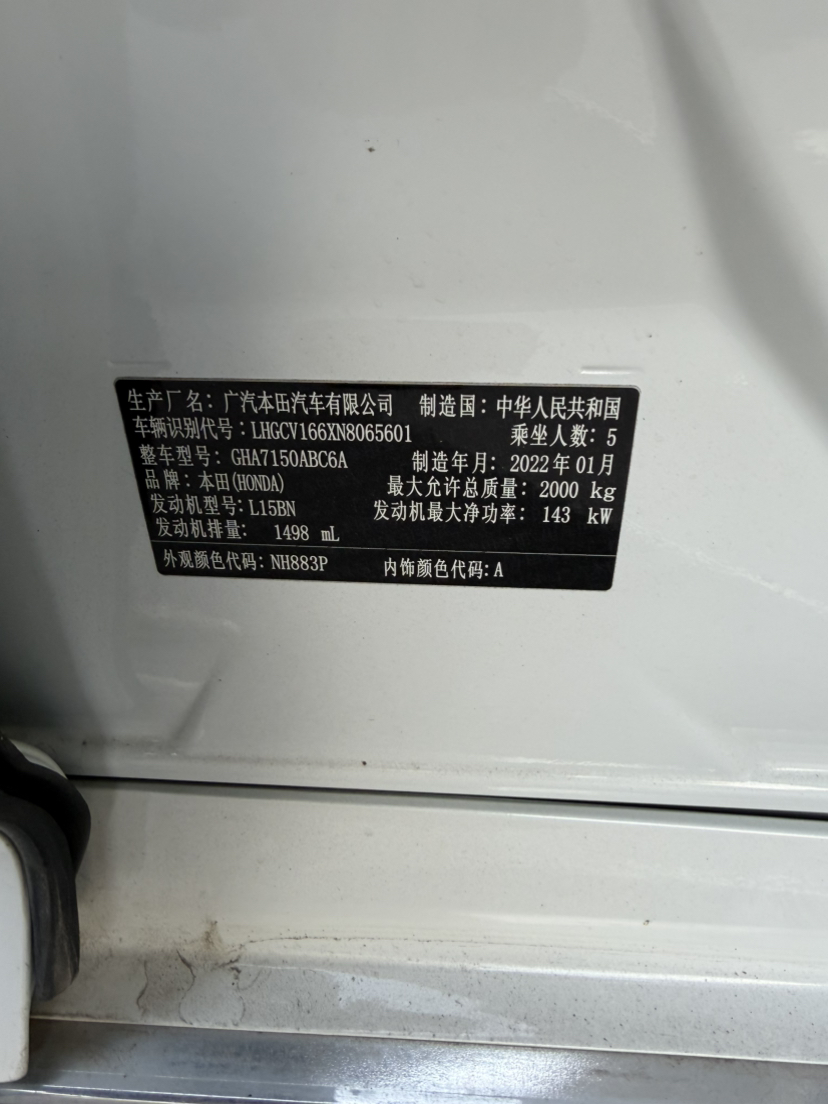 生产厂名：广汽本田汽车有限公司 制造国：中华人民共和国
车辆识别代号：LHGCV166XN8065601 乘坐人数：5
整车型号：GHA7150ABC6A 制造年月：2022年01月
品牌：本田(HONDA) 最大允许总质量：2000 kg
发动机型号：L15BN 发动机最大净功率：143 kW
发动机排量： 1498 mL
外观颜色代码：NH883P 内饰颜色代码：A